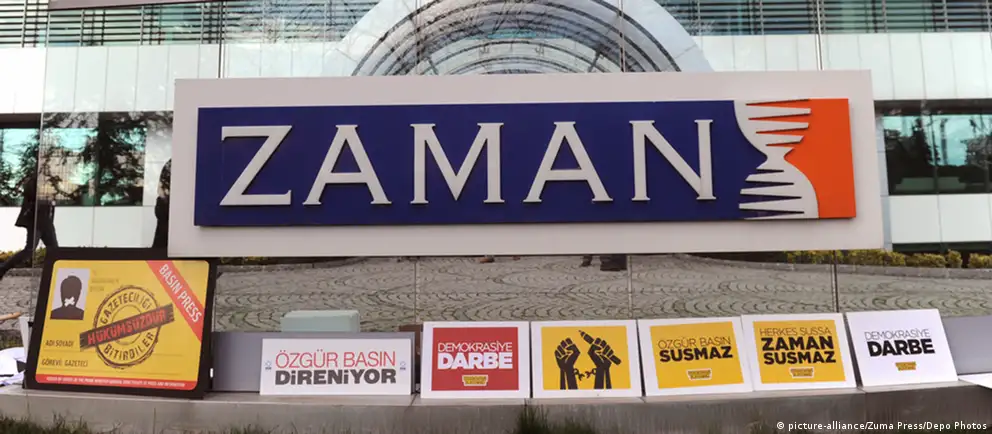 ZAMAN
BASIN PRESS
GAZETECİLİĞİ
HÜKÜMSÜZDÜR
BİTİRDİLER
ADI SOYADI
GÖREVİ: GAZETECİ
ÖZGÜR BASIN
DİRENİYOR
DEMOKRASİYE
DARBE
ÖZGÜR BASIN
SUSMAZ
HERKES SUSSA
ZAMAN
SUSMAZ
DEMOKRASİYE
DARBE
© picture-alliance/Zuma Press/Depo Photos